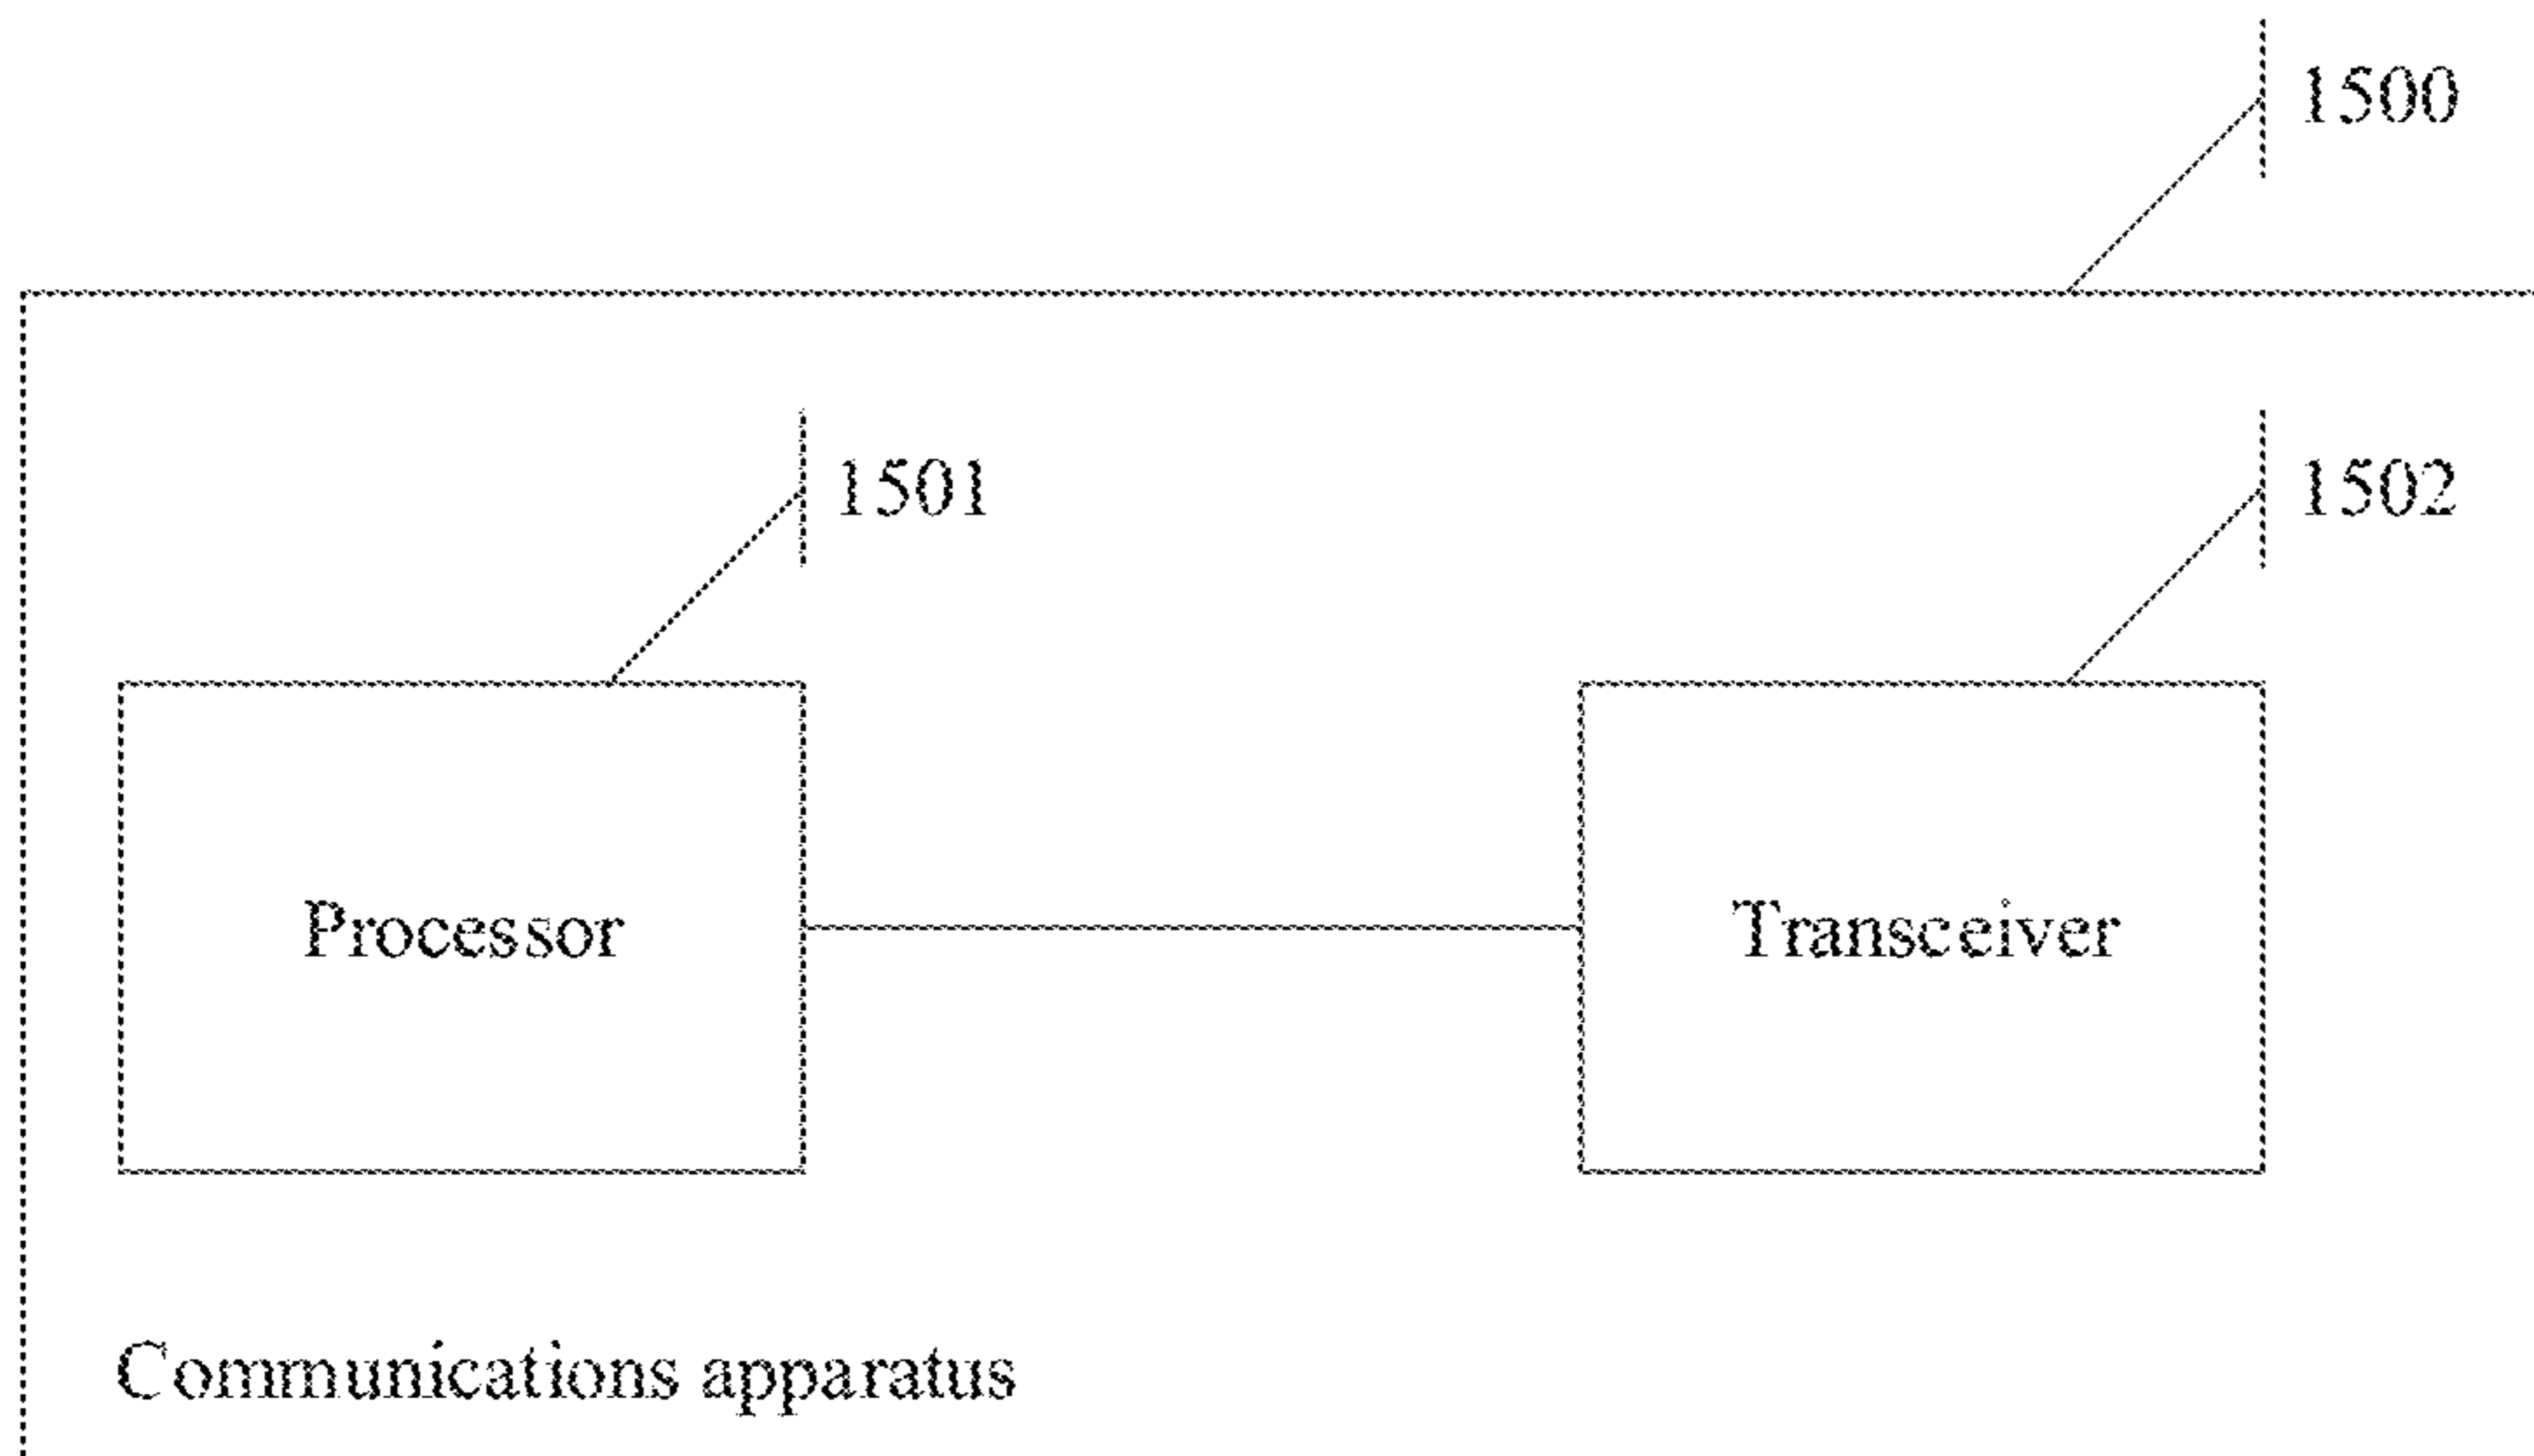 1500
1501
1502
Processor
Transceiver
Communications apparatus